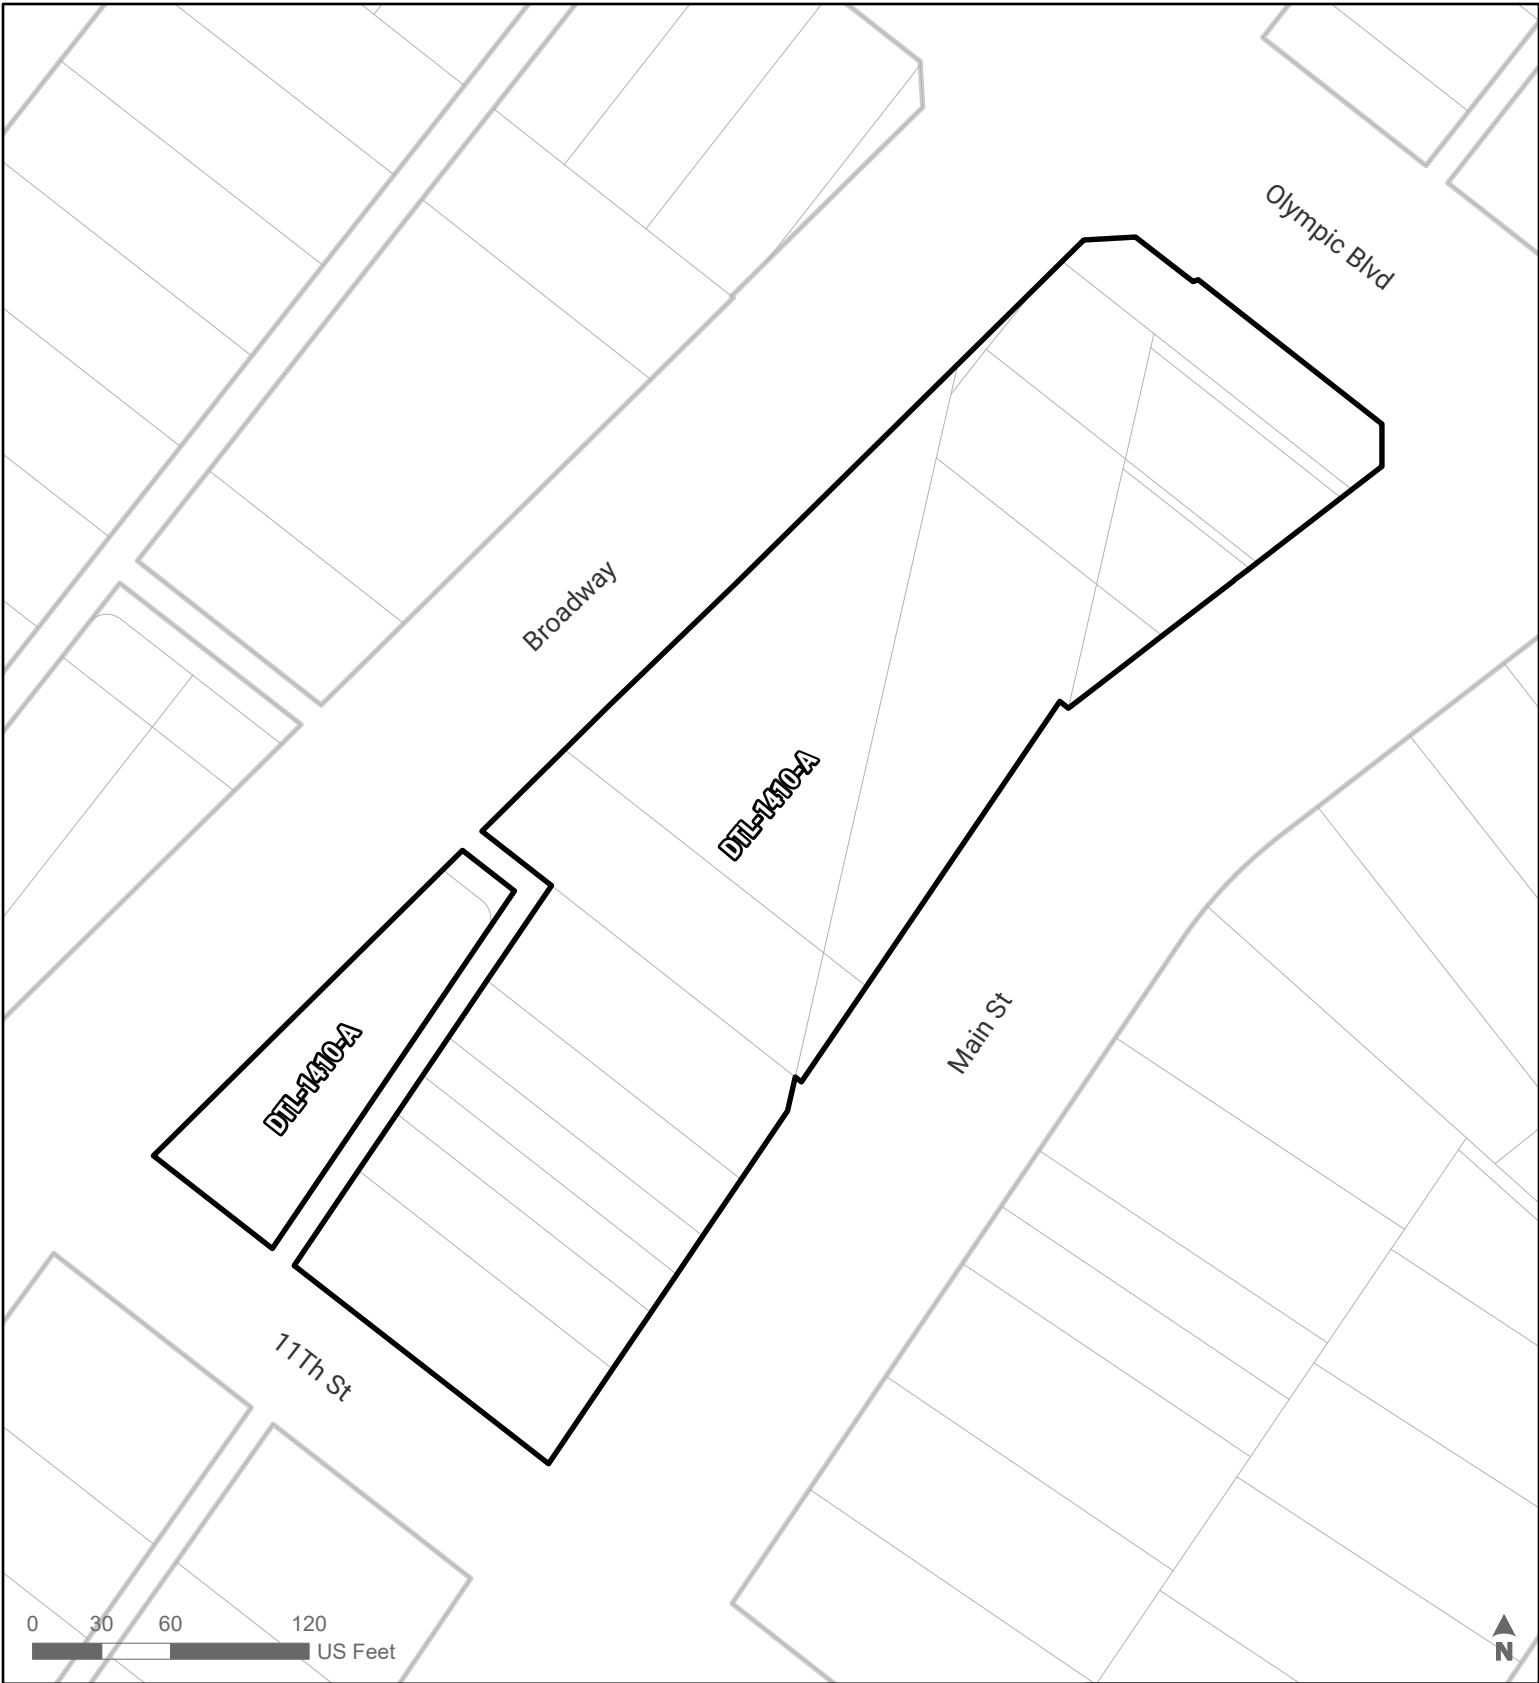 Olympic Blvd
Broadway
DTL-1410-A
Main St
DTL-1410-A
11Th St
0 30 60 120
US Feet
N